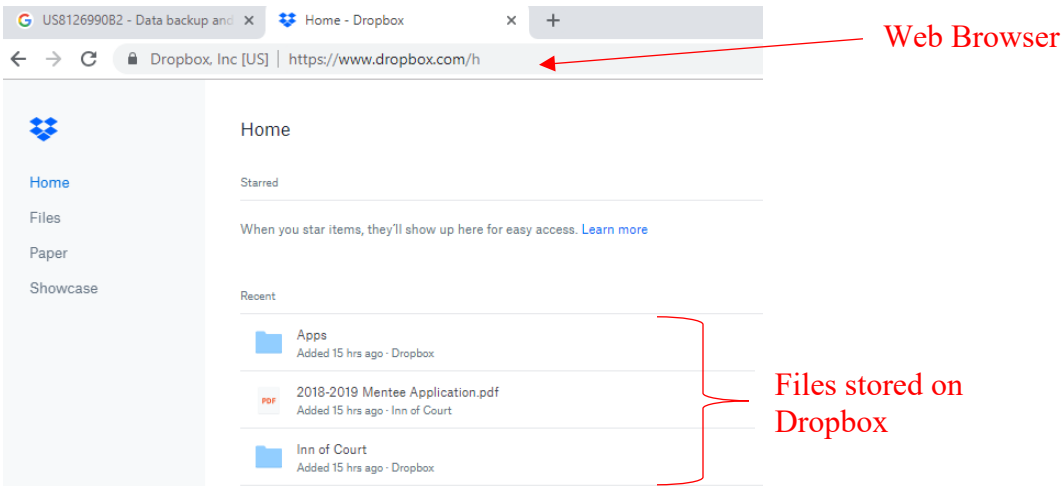 US8126990B2 - Data backup and
Home - Dropbox
Web Browser
Dropbox, Inc [US] | https://www.dropbox.com/h
Home
Home
Starred
Files
When you star items, they'll show up here for easy access. Learn more
Paper
Showcase
Recent
Apps
Added 15 hrs ago · Dropbox
PDF
2018-2019 Mentee Application.pdf
Added 15 hrs ago · Inn of Court
Files stored on
Dropbox
Inn of Court
Added 15 hrs ago · Dropbox